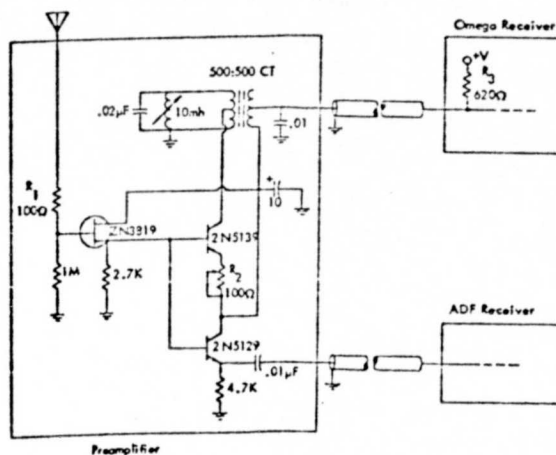 Omega Receiver
+V
R3
620Ω
500:500 CT
.02µF
10mh
.01
R1
100Ω
2N3819
+
10
2N5139
1M
2.7K
R2
100Ω
ADF Receiver
2N5129
.01µF
4.7K
Preamplifier